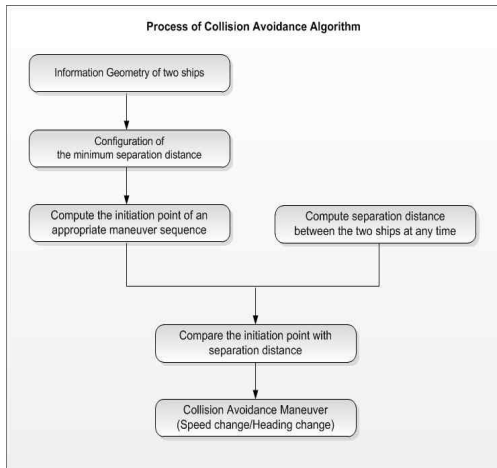 Process of Collision Avoidance Algorithm
Information Geometry of two ships
Configuration of
the minimum separation distance
Compute the initiation point of an
appropriate maneuver sequence
Compute separation distance
between the two ships at any time
Compare the initiation point with
separation distance
Collision Avoidance Maneuver
(Speed change/Heading change)